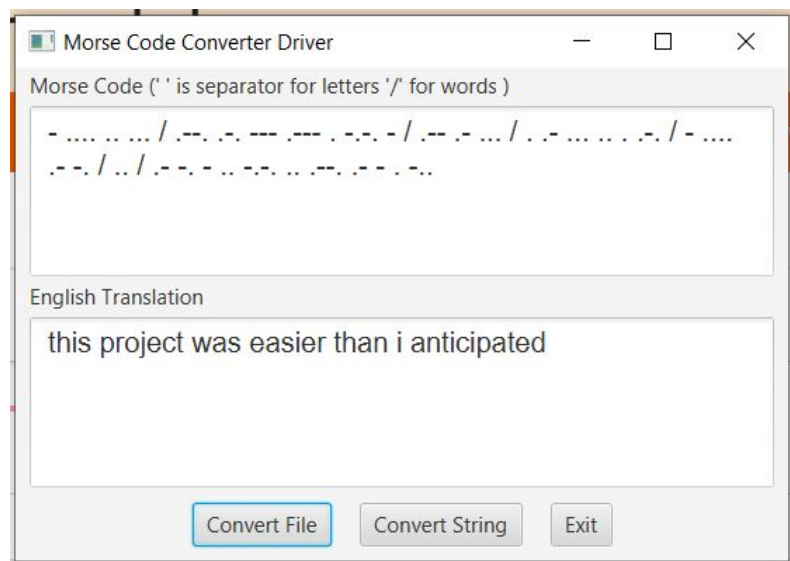 Morse Code Converter Driver
Morse Code (' ' is separator for letters '/' for words )
- .... .. ... / .--. .-. --- .--- . -.-. - / .-- .- ... / . .- ... .. . .-. / - ....
.- -. / .. / .- -. - .. -.-. .. .--. .- - . -..
English Translation
this project was easier than i anticipated
Convert File Convert String Exit